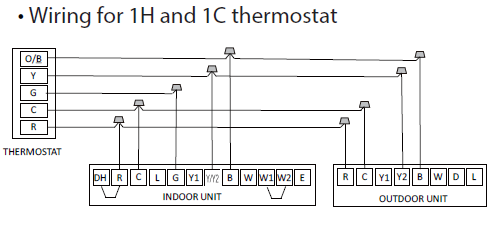 • Wiring for 1H and 1C thermostat
O/B
Y
G
C
R
THERMOSTAT
DH R C L G Y1 Y/Y2 B W W1 W2 E
INDOOR UNIT
R C Y1 Y2 B W D L
OUTDOOR UNIT